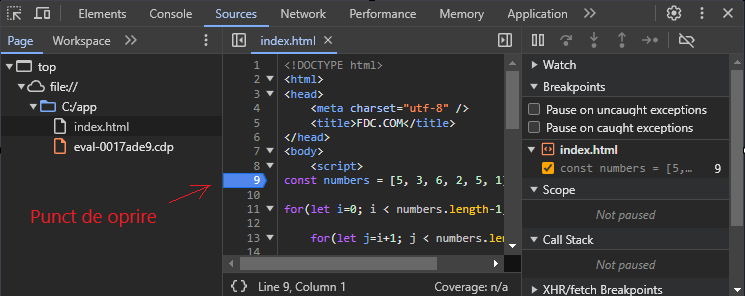 Elements Console Sources Network Performance Memory Application
Page Workspace
index.html
top
file://
C:/app
index.html
eval-0017ade9.cdp
Punct de oprire
1 <!DOCTYPE html>
2 <html>
3 <head>
4 <meta charset="utf-8" />
5 <title>FDC.COM</title>
6 </head>
7 <body>
8 <script>
9 const numbers = [5, 3, 6, 2, 5, 1]
10
11 for(let i=0; i < numbers.length-1
12
13 for(let j=i+1; j < numbers.len
14
{} Line 9, Column 1 Coverage: n/a
Watch
Breakpoints
Pause on uncaught exceptions
Pause on caught exceptions
index.html
const numbers = [5,… 9
Scope
Not paused
Call Stack
Not paused
XHR/fetch Breakpoints